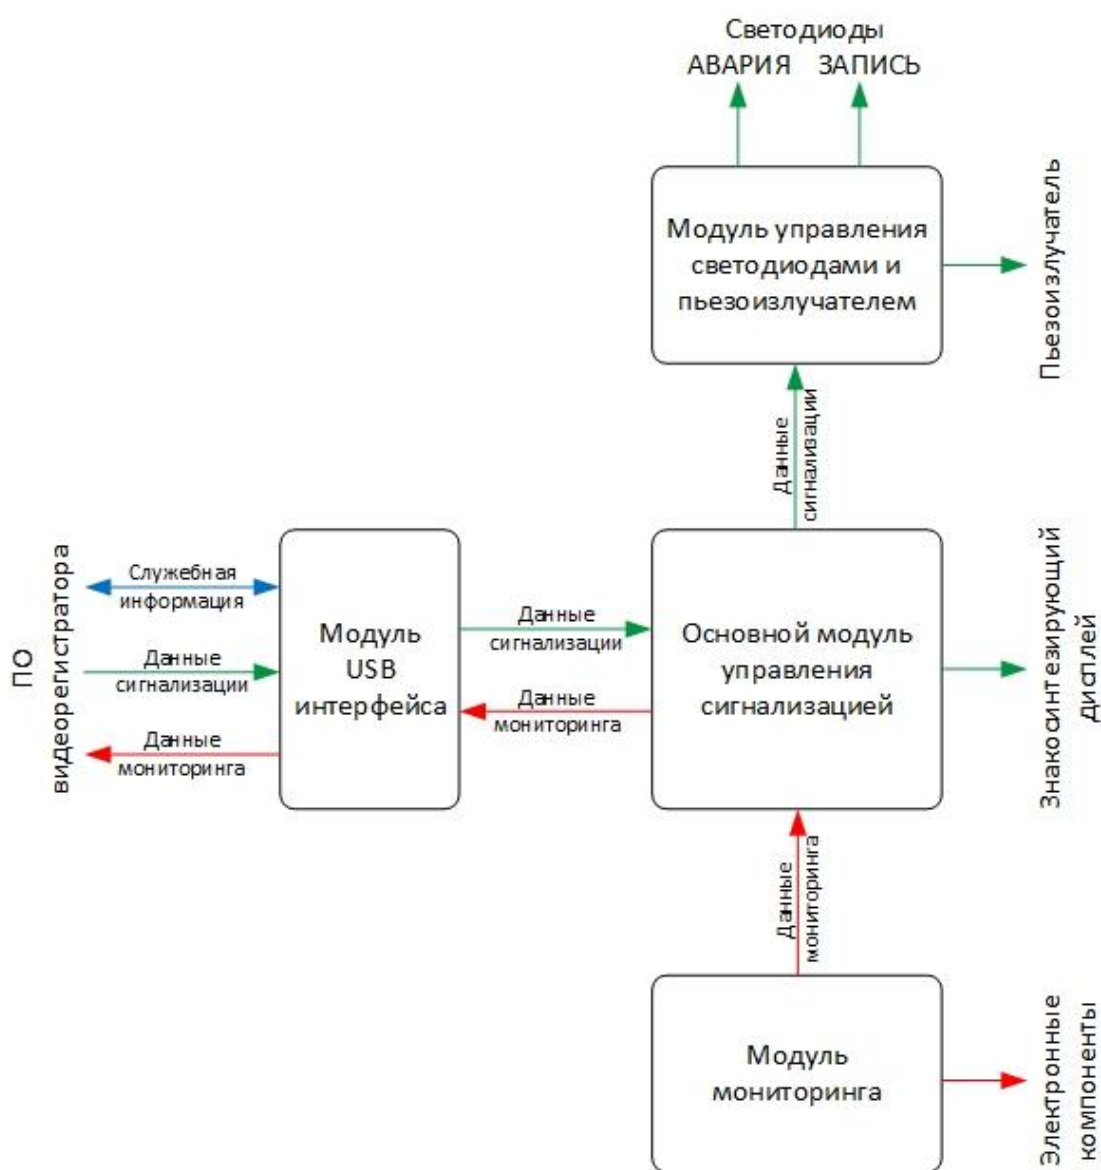 Светодиоды
АВАРИЯ ЗАПИСЬ
Модуль управления
светодиодами и
пьезоизлучателем
Пьезоизлучатель
Данные
сигнализации
ПО
видеорегистратора
Служебная
информация
Данные
сигнализации
Данные
мониторинга
Модуль
USB
интерфейса
Данные
сигнализации
Данные
мониторинга
Основной модуль
управления
сигнализацией
Знакосинтезирующий
дисплей
Данные
мониторинга
Модуль
мониторинга
Электронные
компоненты